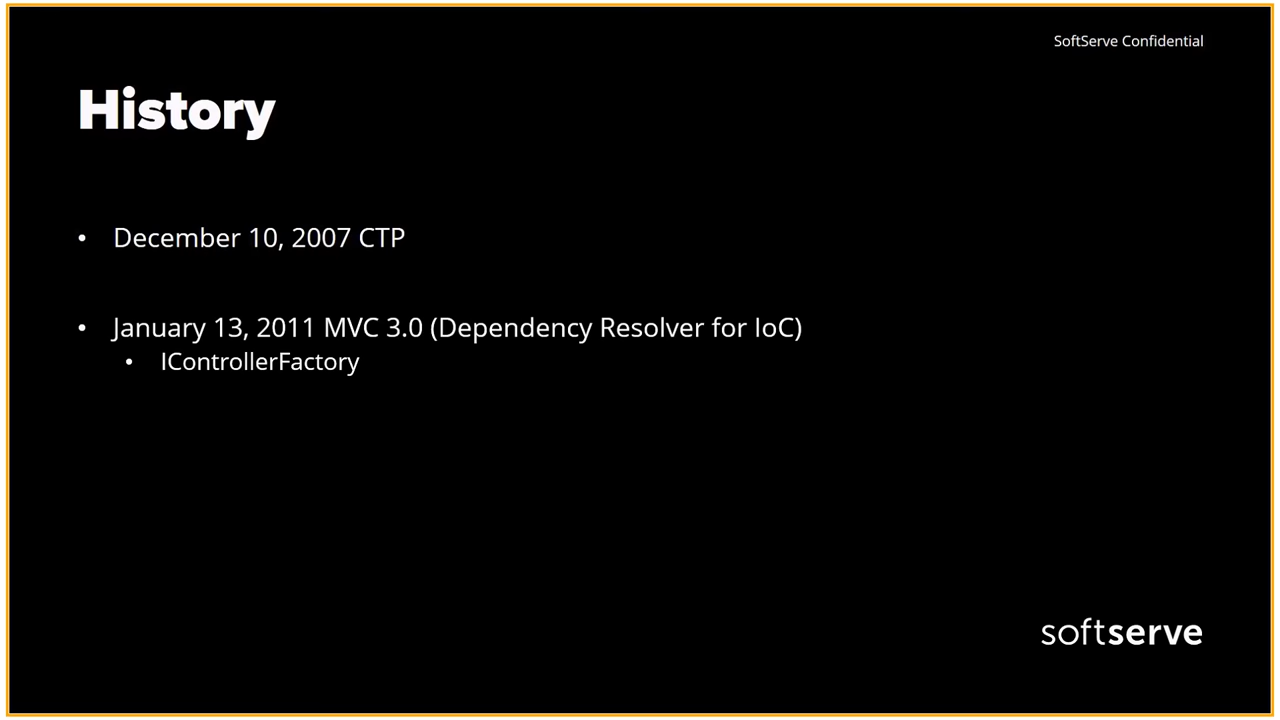 SoftServe Confidential
History
• December 10, 2007 CTP
• January 13, 2011 MVC 3.0 (Dependency Resolver for IoC)
• IControllerFactory
softserve